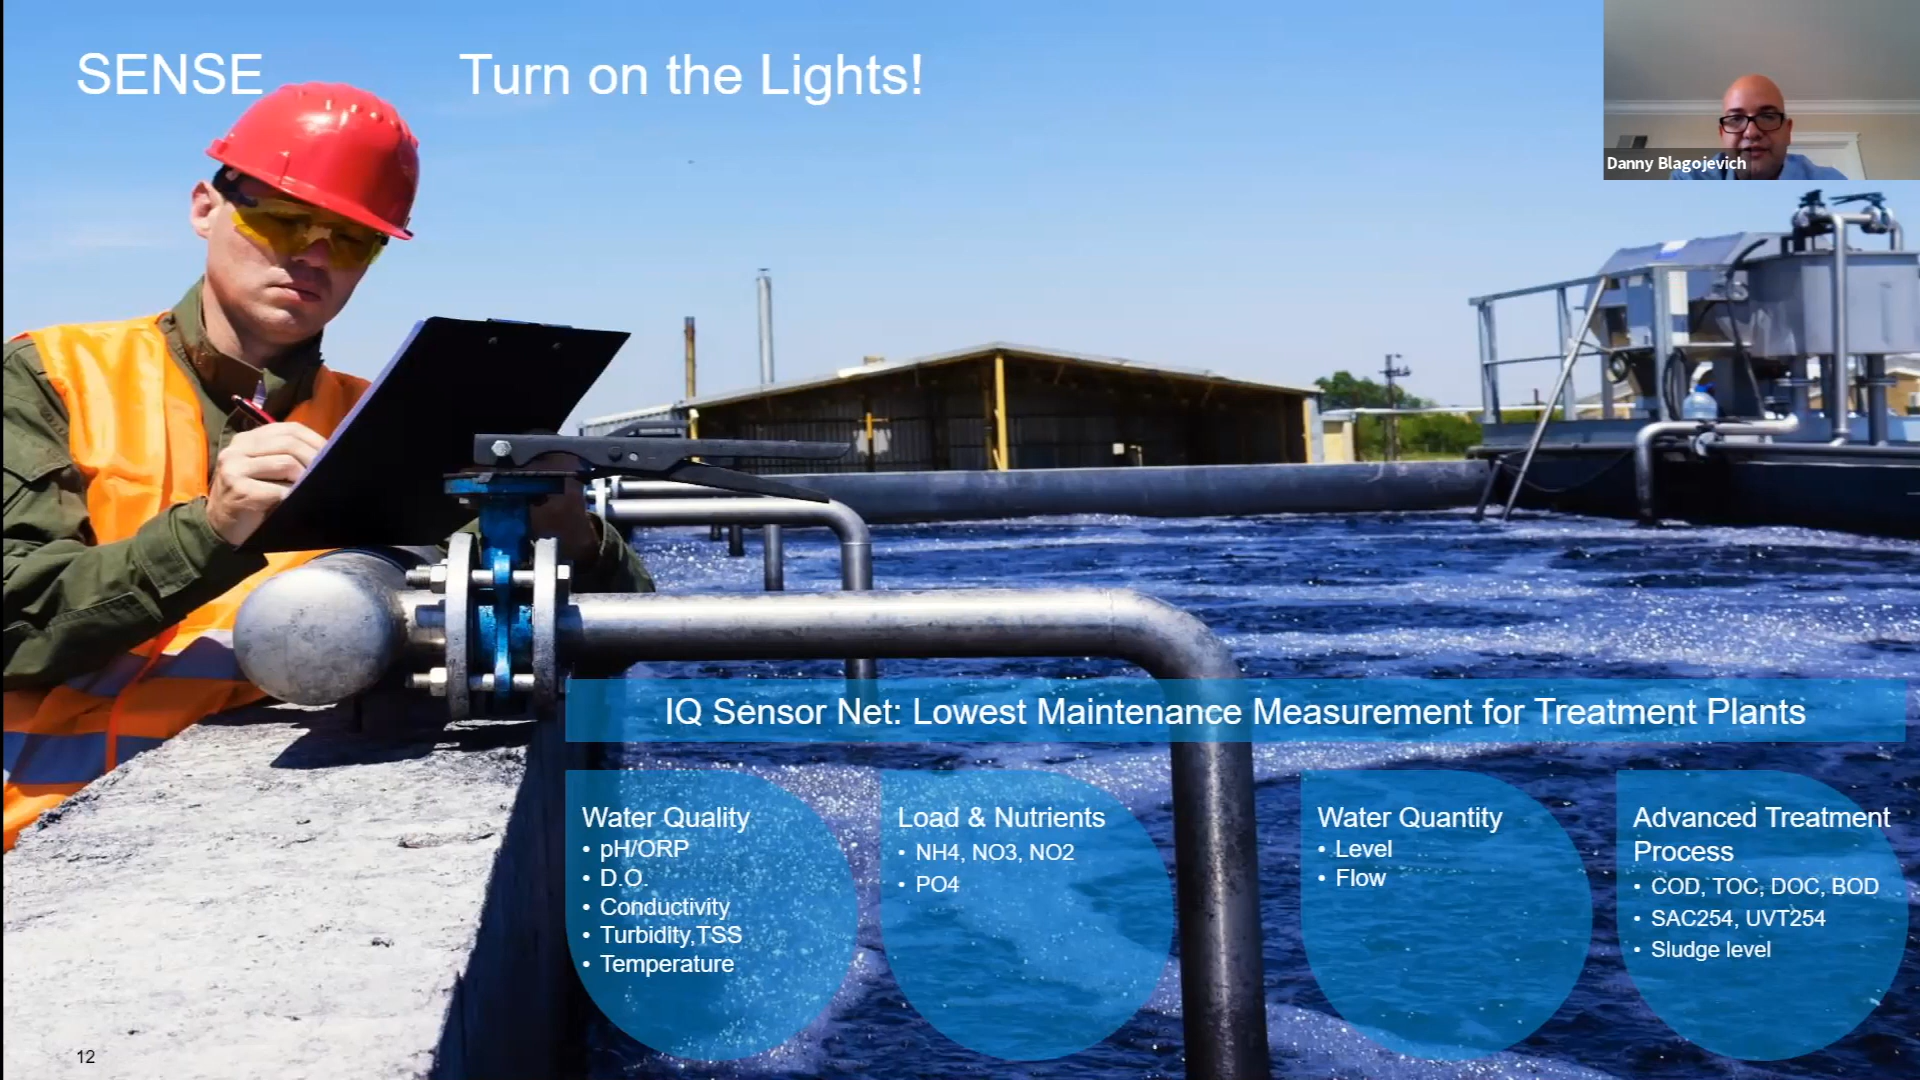 SENSE
Turn on the Lights!
Danny Blagojevich
IQ Sensor Net: Lowest Maintenance Measurement for Treatment Plants
Water Quality
• pH/ORP
• D.O.
• Conductivity
• Turbidity,TSS
• Temperature
Load & Nutrients
• NH4, NO3, NO2
• PO4
Water Quantity
• Level
• Flow
Advanced Treatment
Process
• COD, TOC, DOC, BOD
• SAC254, UVT254
• Sludge level
12